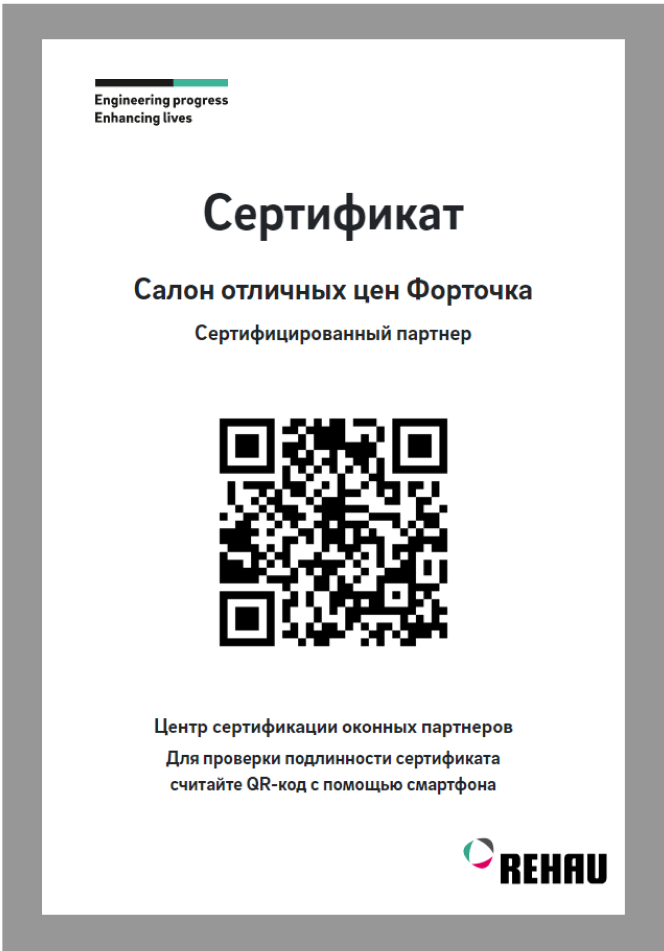 Engineering progress
Enhancing lives
Сертификат
Салон отличных цен Форточка
Сертифицированный партнер
Центр сертификации оконных партнеров
Для проверки подлинности сертификата
считайте QR-код с помощью смартфона
REHAU